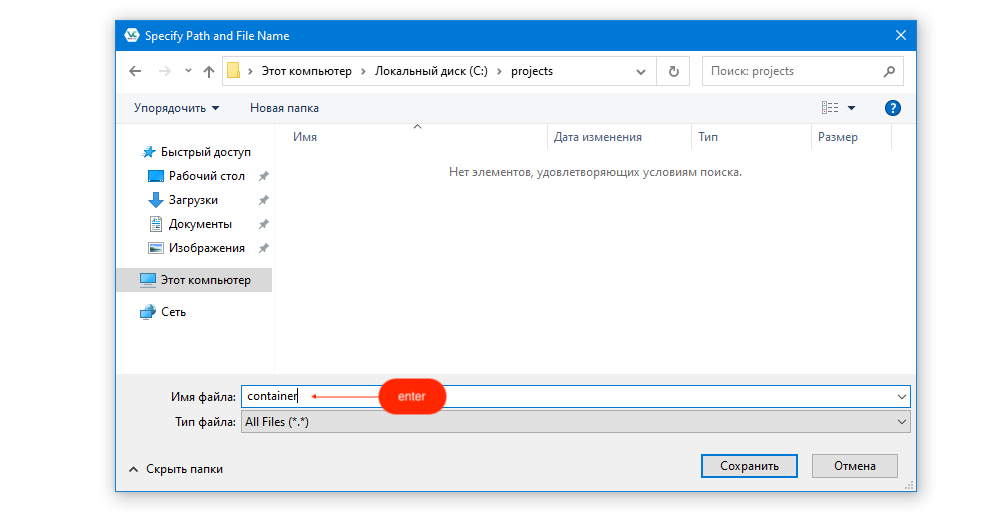 Specify Path and File Name
Этот компьютер Локальный диск (C:) projects
Поиск: projects
Упорядочить Новая папка
Имя Дата изменения Тип Размер
Нет элементов, удовлетворяющих условиям поиска.
Быстрый доступ
Рабочий стол
Загрузки
Документы
Изображения
Этот компьютер
Сеть
Имя файла: container enter
Тип файла: All Files (*.*)
Скрыть папки Сохранить Отмена